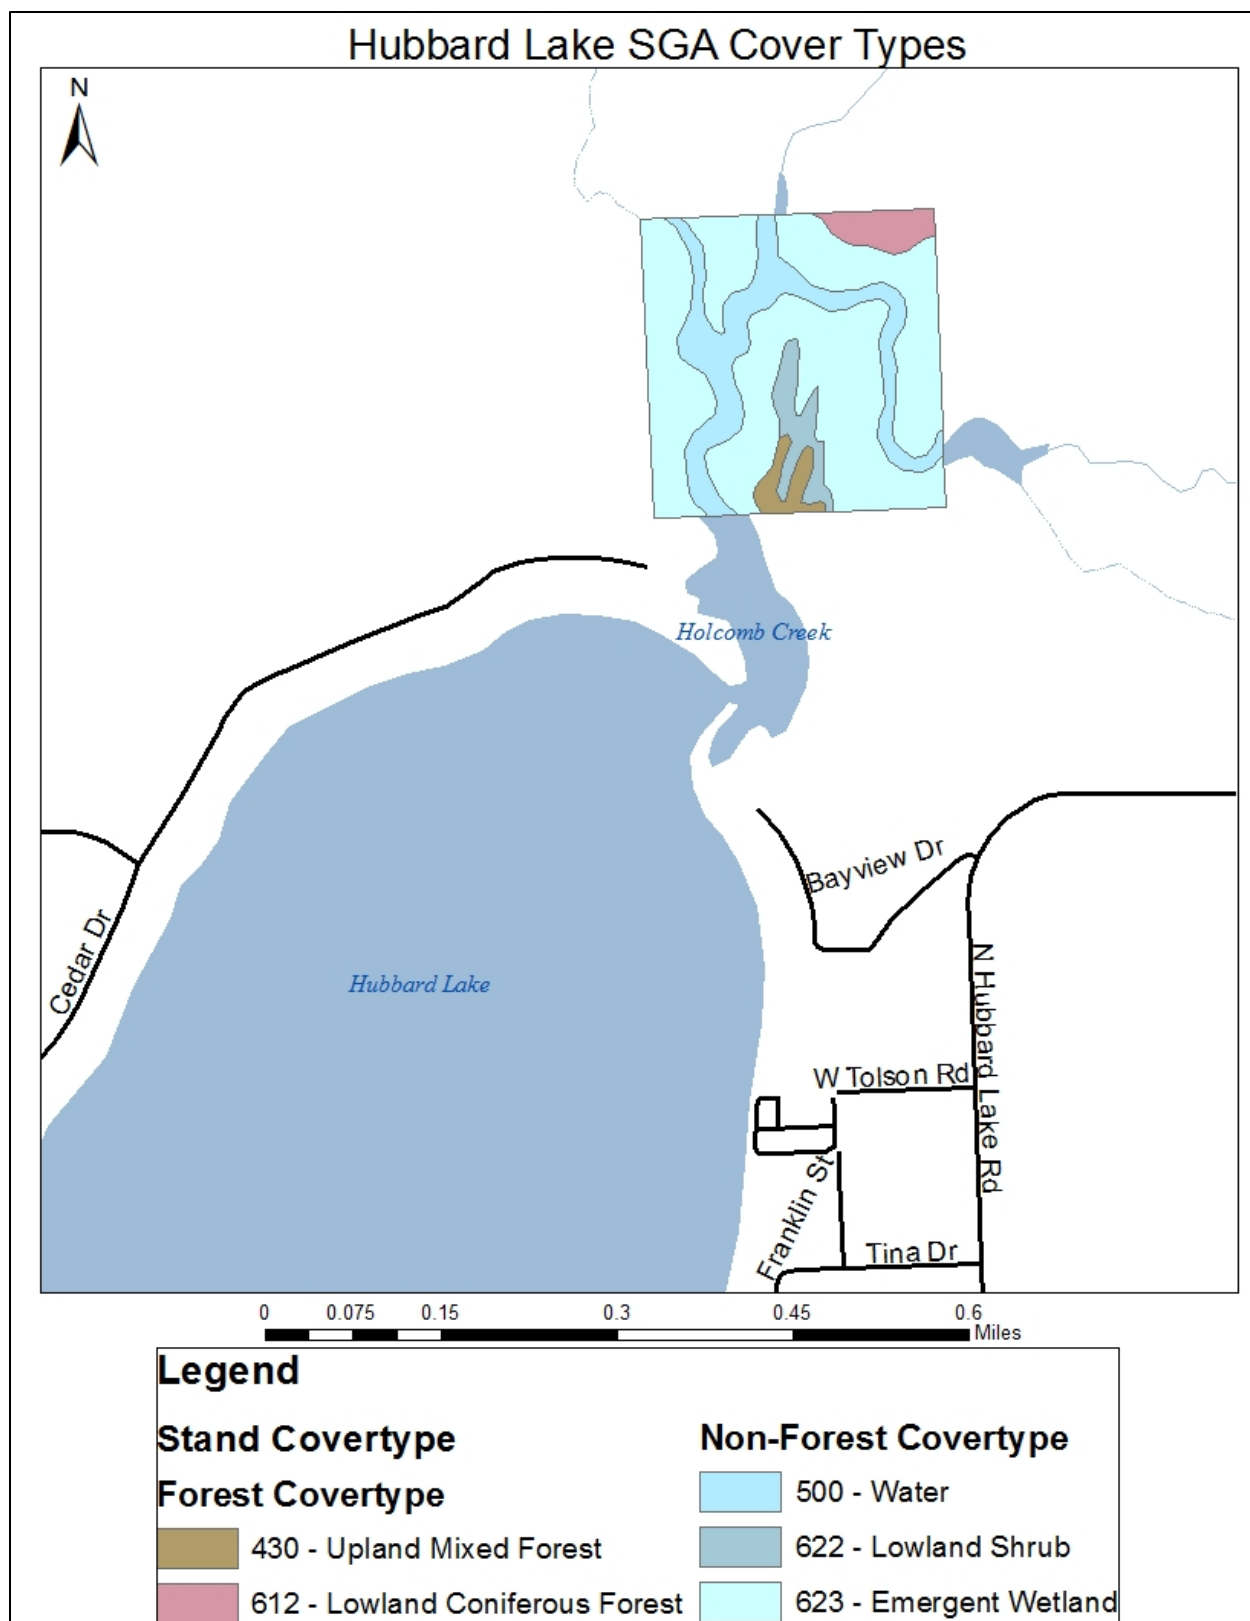 Hubbard Lake SGA Cover Types
N
Holcomb Creek
Bayview Dr
Cedar Dr
Hubbard Lake
N Hubbard Lake Rd
W Tolson Rd
Franklin St
Tina Dr
0 0.075 0.15 0.3 0.45 0.6
Miles
Legend
Stand Covertype
Forest Covertype
430 - Upland Mixed Forest
612 - Lowland Coniferous Forest
Non-Forest Covertype
500 - Water
622 - Lowland Shrub
623 - Emergent Wetland